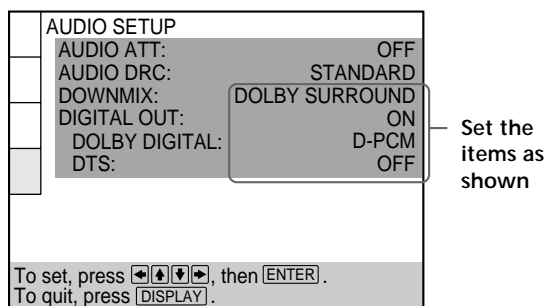 AUDIO SETUP
AUDIO ATT: OFF
AUDIO DRC: STANDARD
DOWNMIX: DOLBY SURROUND
DIGITAL OUT: ON
DOLBY DIGITAL: D-PCM
DTS: OFF
Set the
items as
shown
To set, press ←↑↓→, then ENTER.
To quit, press DISPLAY.